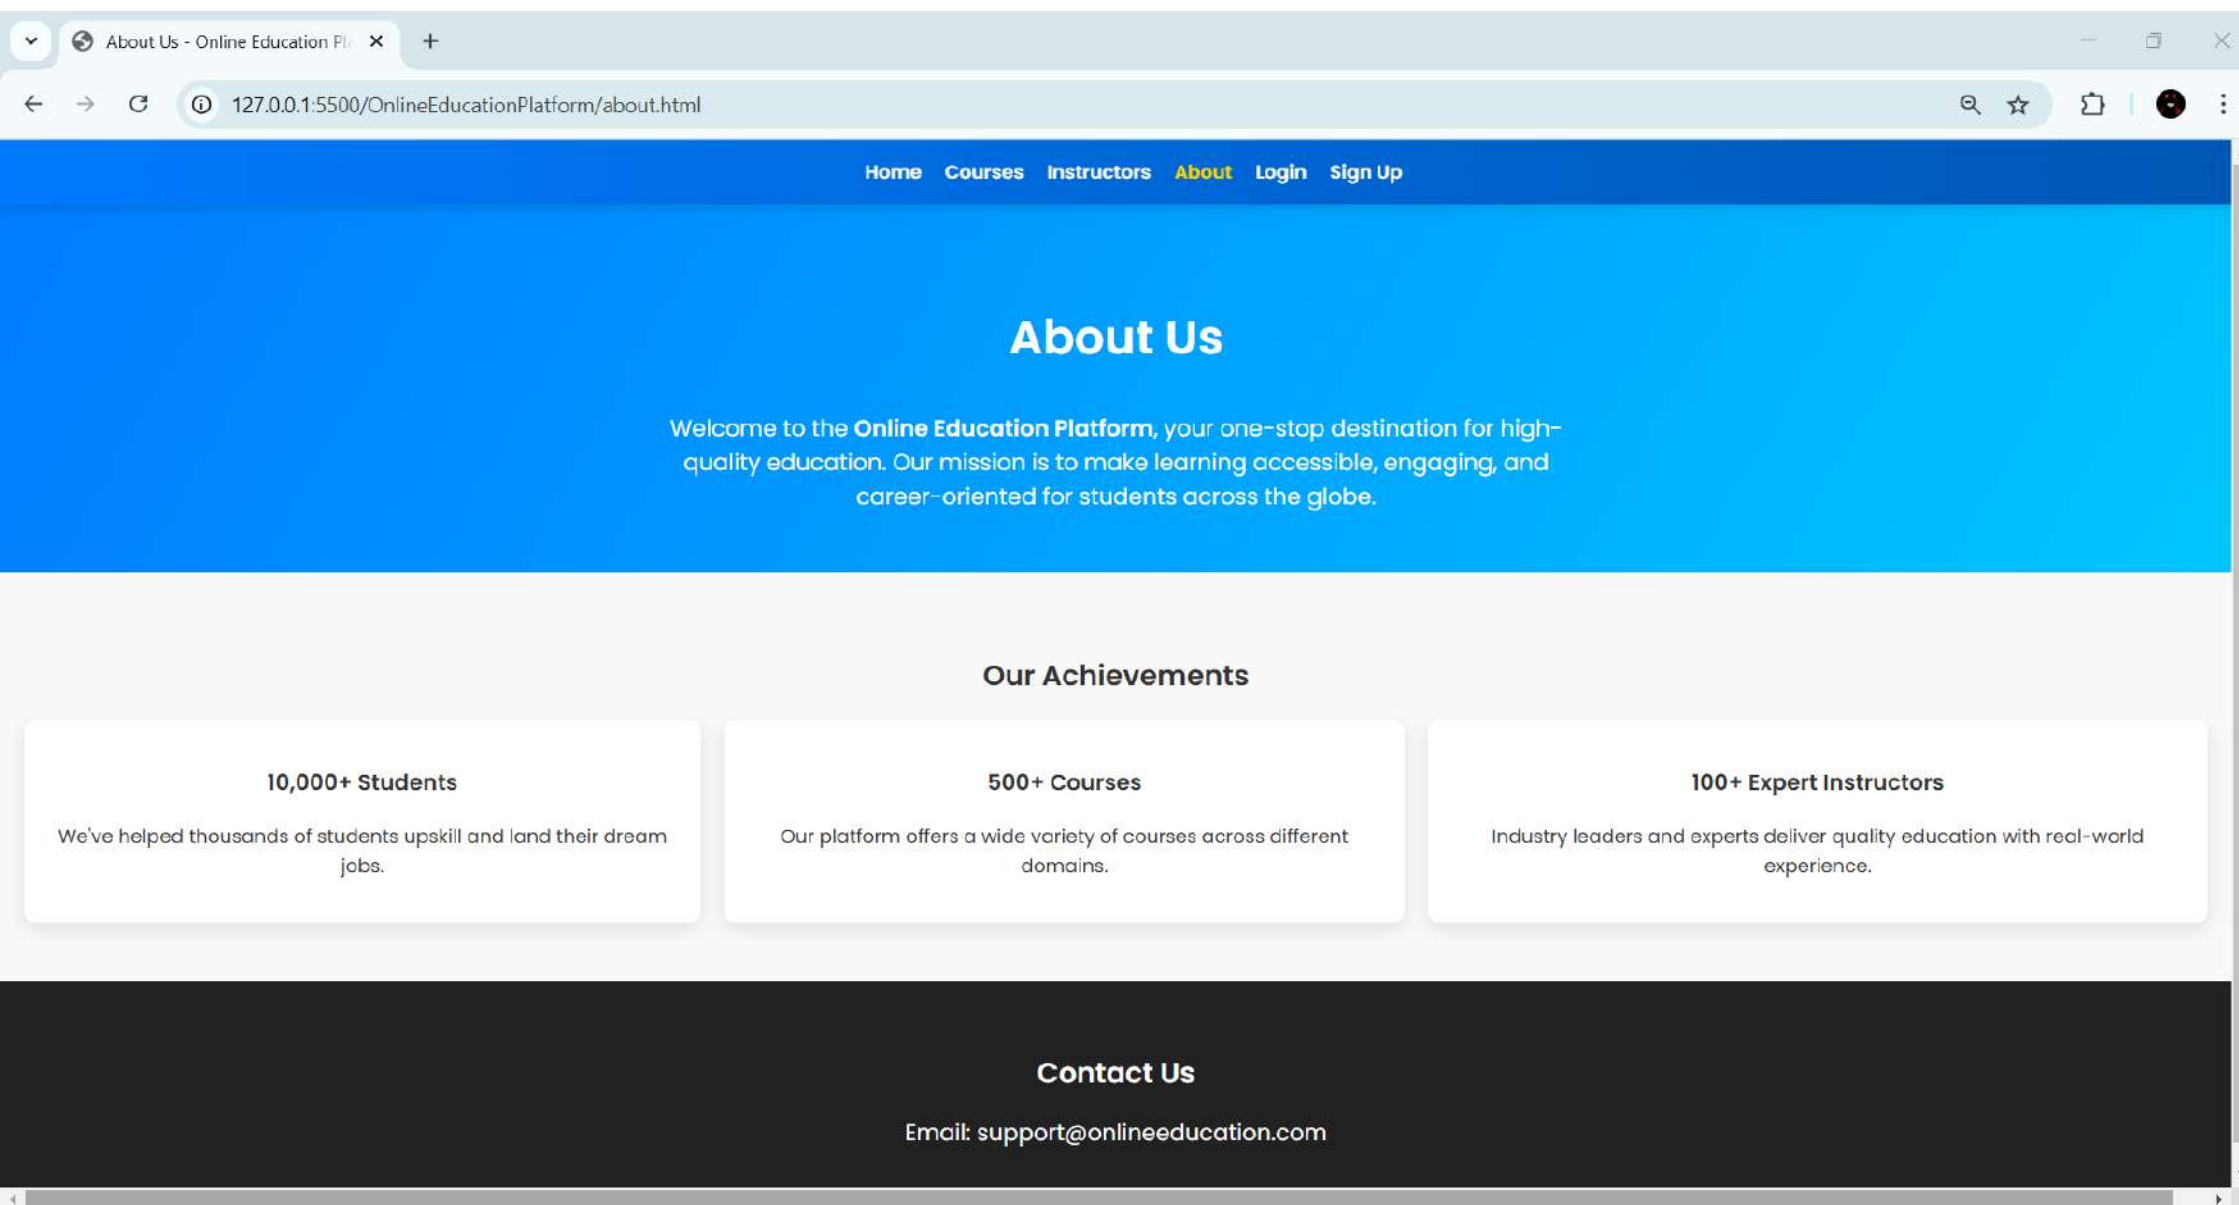 About Us - Online Education Pl
127.0.0.1:5500/OnlineEducationPlatform/about.html
Home Courses Instructors About Login Sign Up
About Us
Welcome to the Online Education Platform, your one-stop destination for high-
quality education. Our mission is to make learning accessible, engaging, and
career-oriented for students across the globe.
Our Achievements
10,000+ Students
We've helped thousands of students upskill and land their dream
jobs.
500+ Courses
Our platform offers a wide variety of courses across different
domains.
100+ Expert Instructors
Industry leaders and experts deliver quality education with real-world
experience.
Contact Us
Email: support@onlineeducation.com